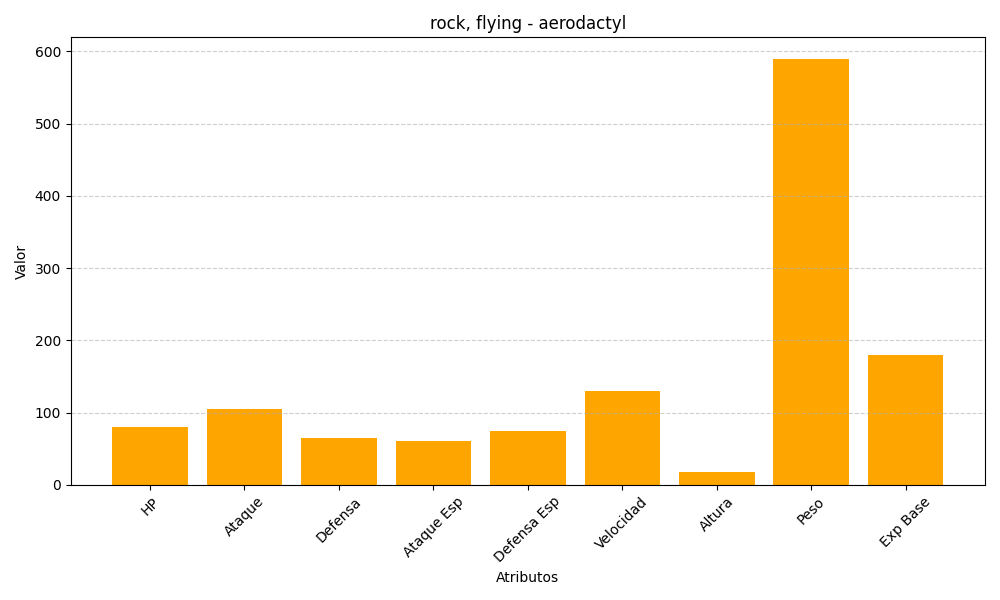 rock, flying - aerodactyl
Valor
600
500
400
300
200
100
0
HP
Ataque
Defensa
Ataque Esp
Defensa Esp
Velocidad
Altura
Peso
Exp Base
Atributos